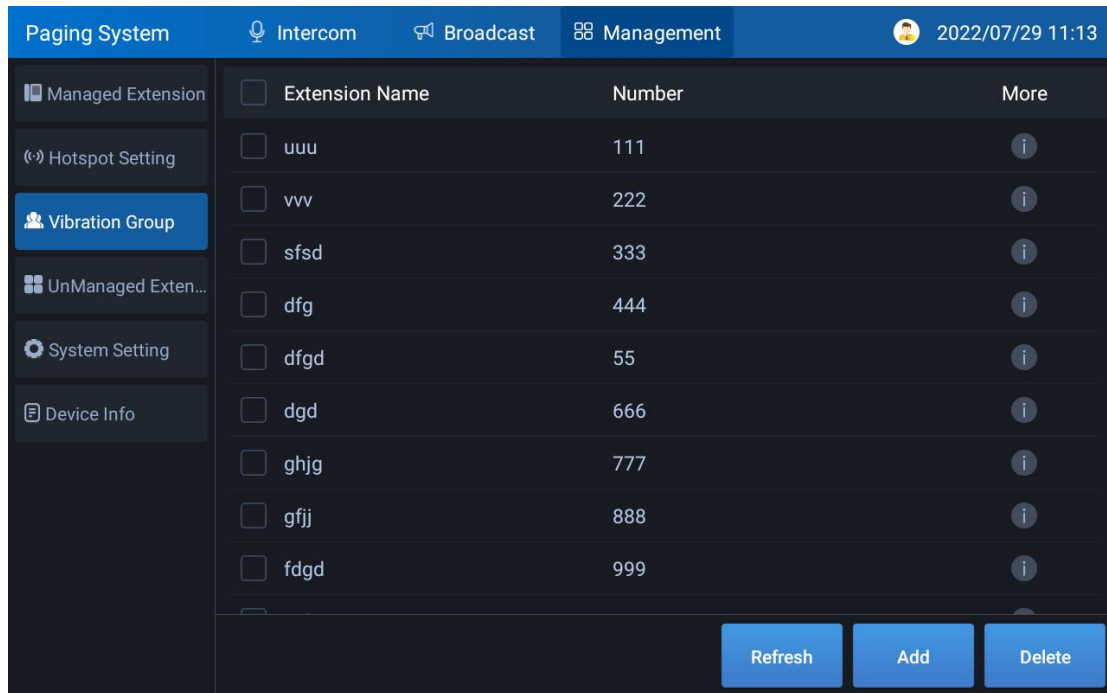 Paging System Intercom Broadcast Management 2022/07/29 11:13
Managed Extension
Hotspot Setting
Vibration Group
UnManaged Exten...
System Setting
Device Info
Extension Name Number More
uuu 111
vvv 222
sfsd 333
dfg 444
dfgd 55
dgd 666
ghjg 777
gfjj 888
fdgd 999
Refresh Add Delete